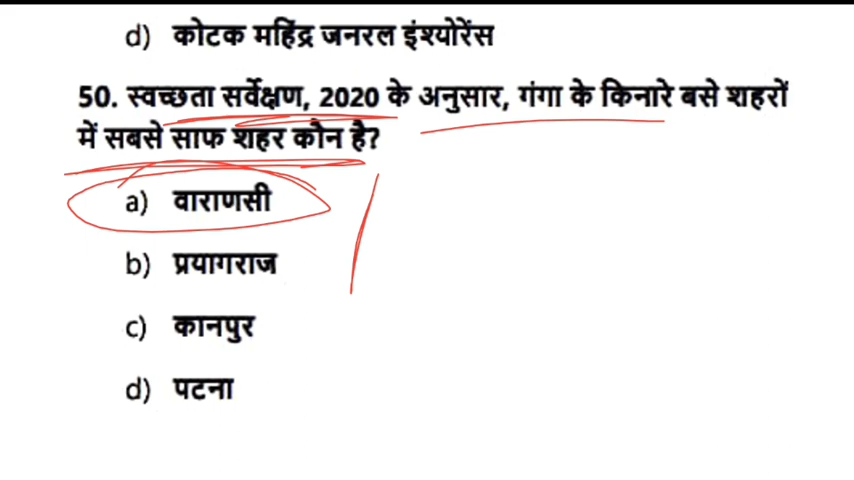 d) कोटक महिंद्र जनरल इंश्योरेंस
50. स्वच्छता सर्वेक्षण, 2020 के अनुसार, गंगा के किनारे बसे शहरों
में सबसे साफ शहर कौन है?
a) वाराणसी
b) प्रयागराज
c) कानपुर
d) पटना